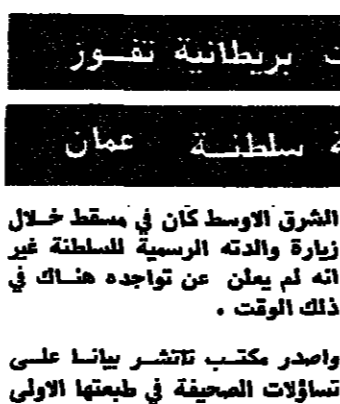 بريطانية تفوز
سلطنة عمان
الشرق الاوسط كان في مسقط خلال
زيارة والدته الرسمية للسلطنة غير
انه لم يعلن عن تواجده هناك في
ذلك الوقت .
واصدر مكتب تاتشر بيانا على
تساؤلات الصحيفة في طبعتها الاولى